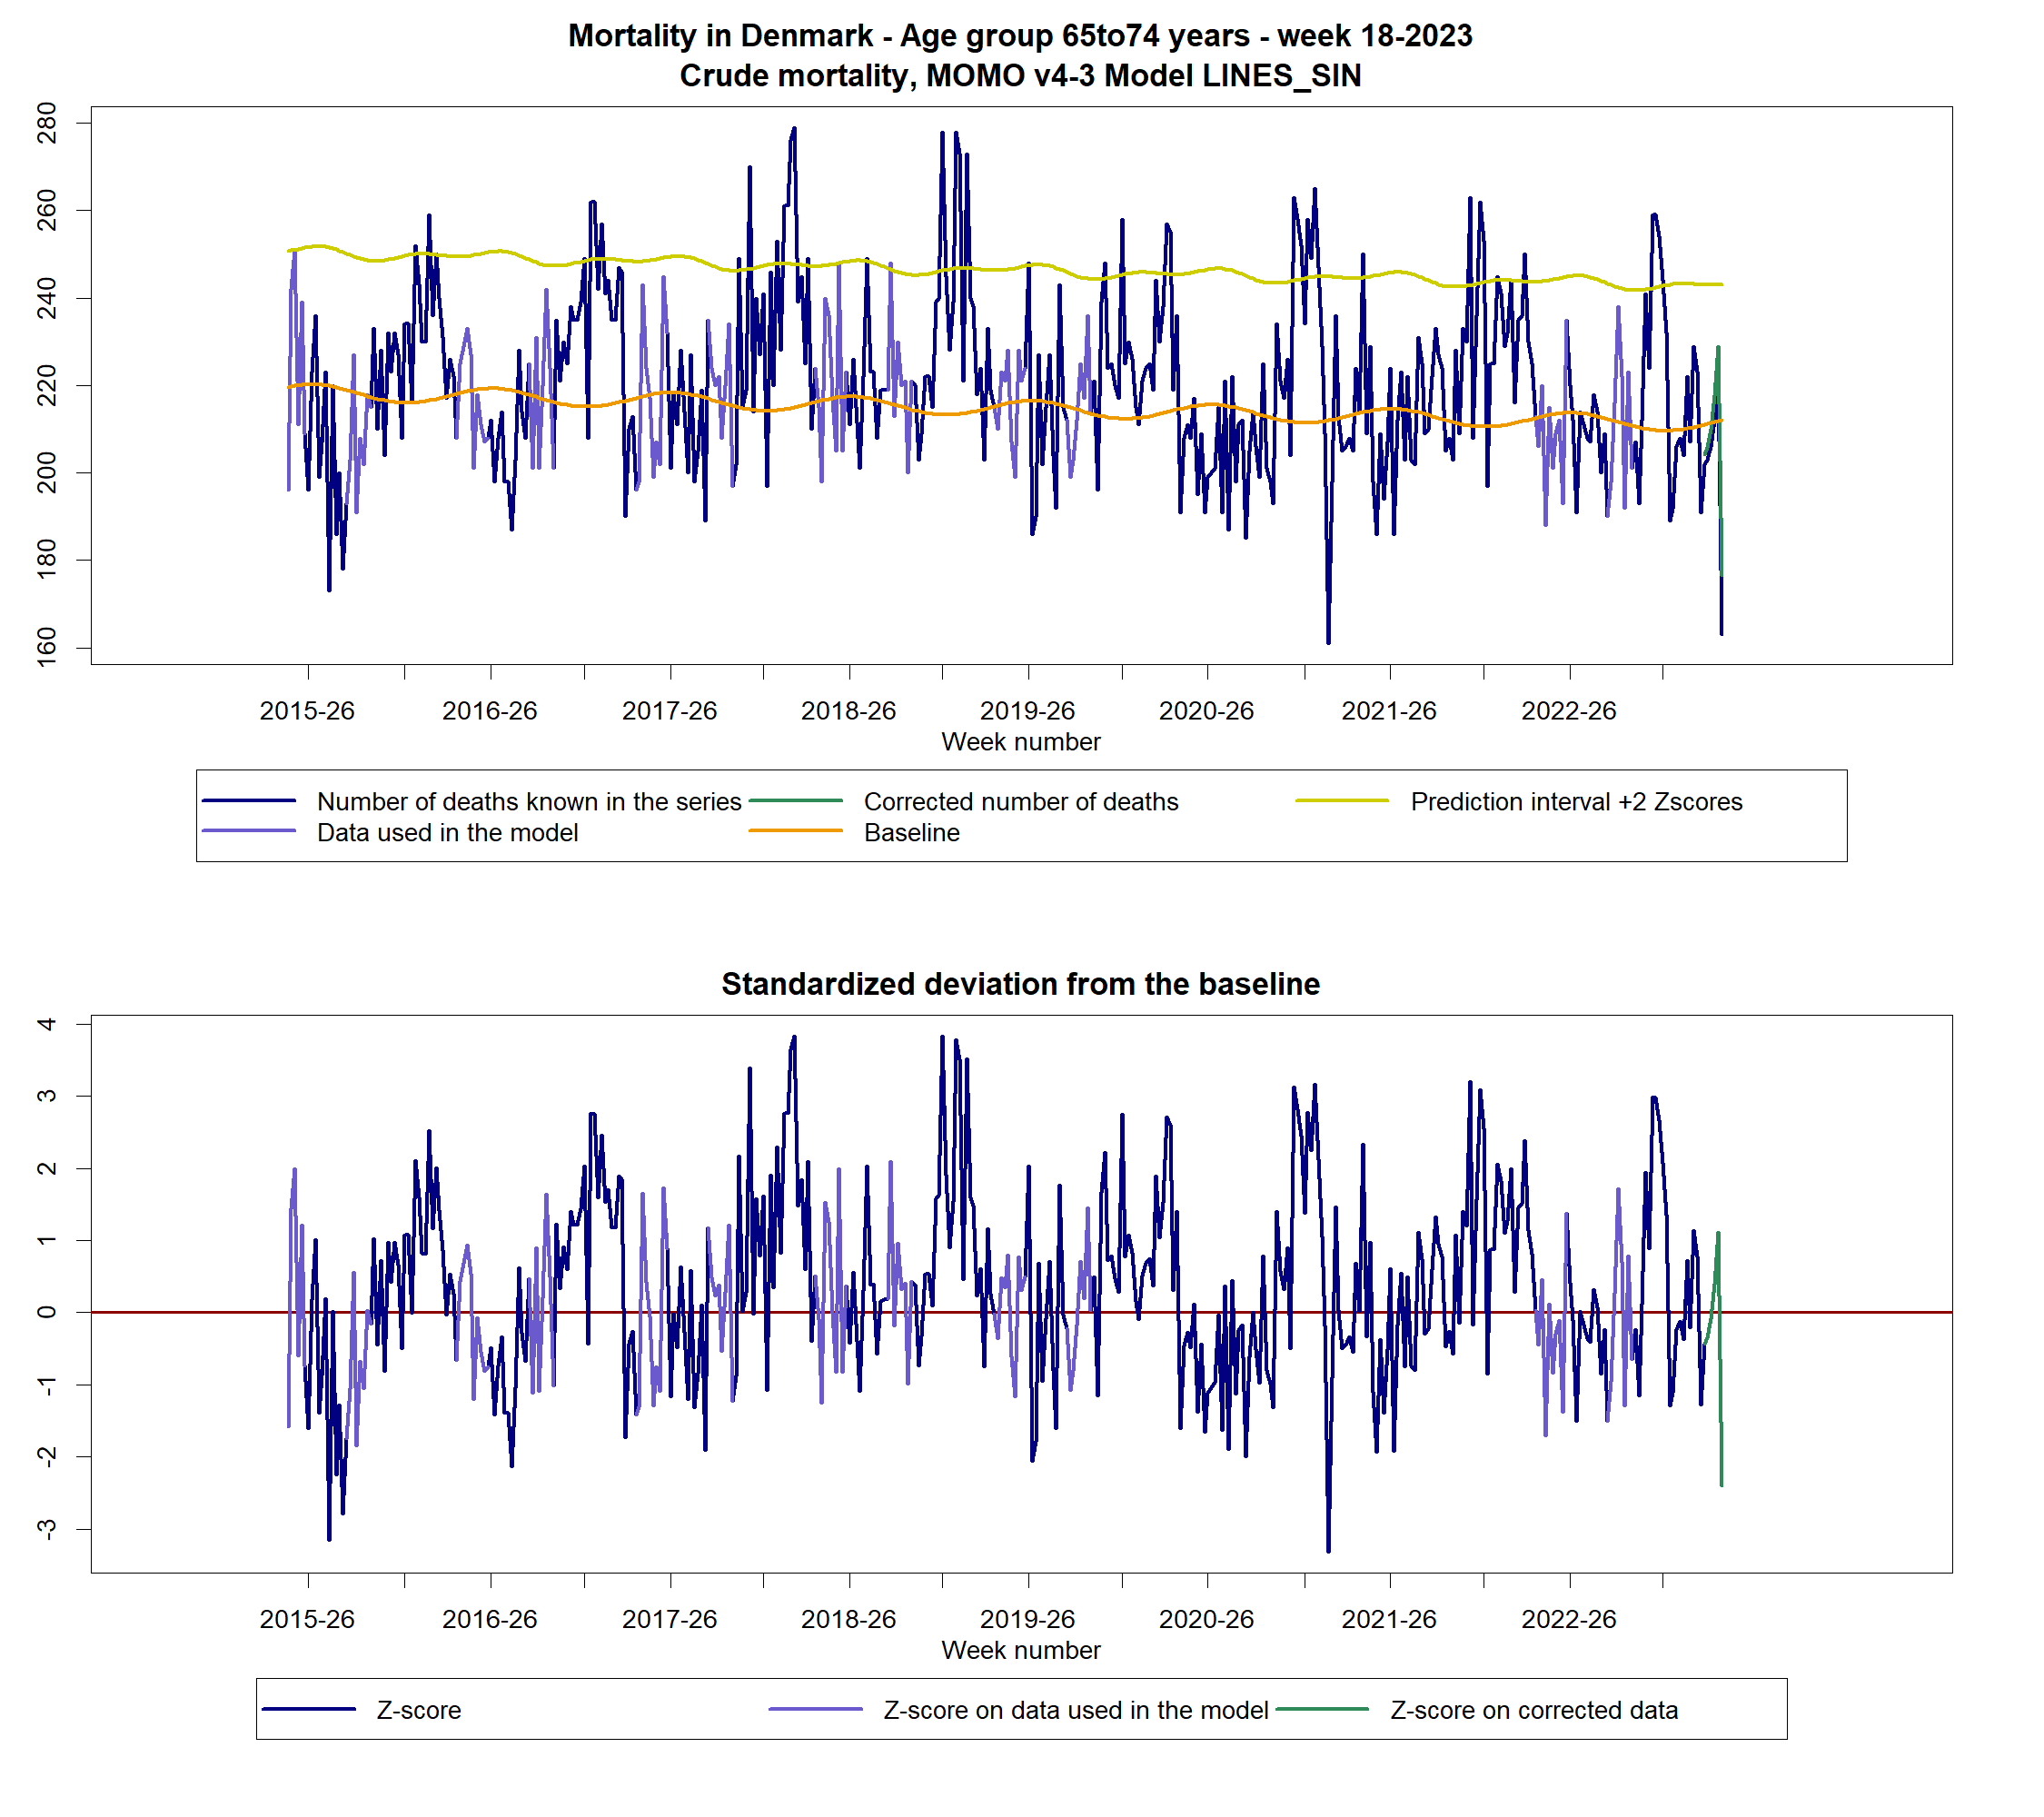 Mortality in Denmark - Age group 65to74 years - week 18-2023
Crude mortality, MOMO v4-3 Model LINES_SIN
280
260
240
220
200
180
160
2015-26 2016-26 2017-26 2018-26 2019-26 2020-26 2021-26 2022-26
Week number
Number of deaths known in the series Corrected number of deaths Prediction interval +2 Zscores
Data used in the model Baseline
Standardized deviation from the baseline
4
3
2
1
0
-1
-2
-3
2015-26 2016-26 2017-26 2018-26 2019-26 2020-26 2021-26 2022-26
Week number
Z-score Z-score on data used in the model Z-score on corrected data